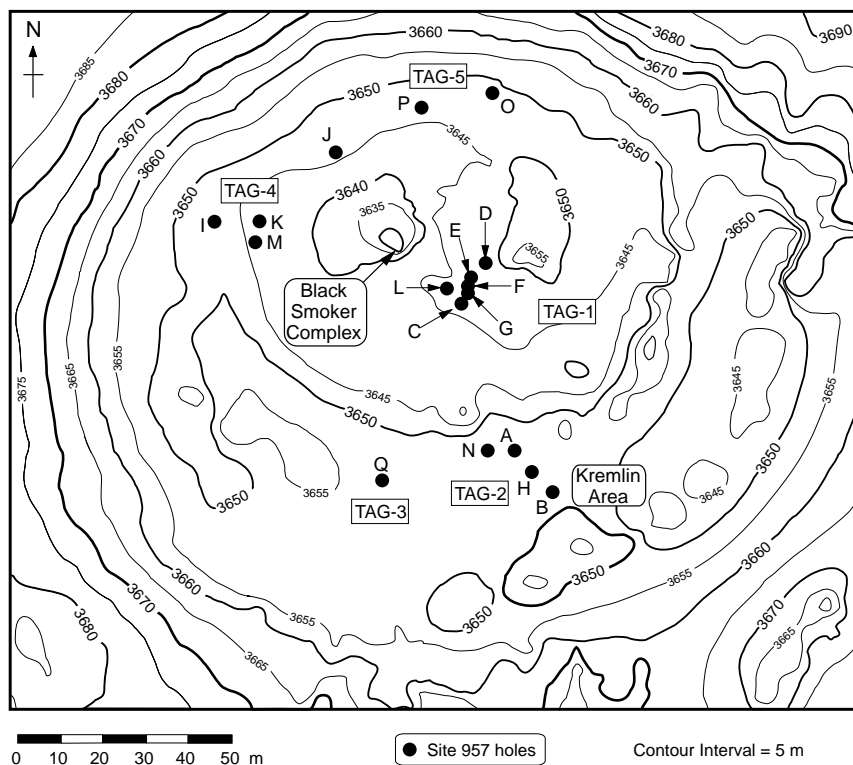 N
3685
3680
3670
3660
3650
3660
TAG-5
P
O
3645
3680
3670
3660
3690
3650
J
TAG-4
3650
I
K
M
3640
3635
3650
3655
D
E
F
L
G
C
Black
Smoker
Complex
TAG-1
3645
3650
3645
3655
3675
3665
3655
3645
3650
3650
3655
N
A
Q
H
B
TAG-2
TAG-3
Kremlin
Area
3645
3650
3655
3660
3650
3650
3655
3660
3670
3665
3655
3680
3670
3665
0 10 20 30 40 50 m
Site 957 holes
Contour Interval = 5 m